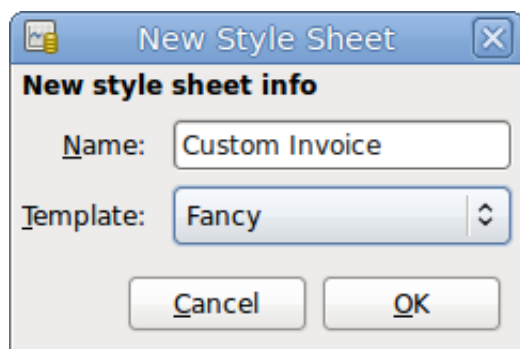 New Style Sheet
New style sheet info
Name: Custom Invoice
Template: Fancy
Cancel OK